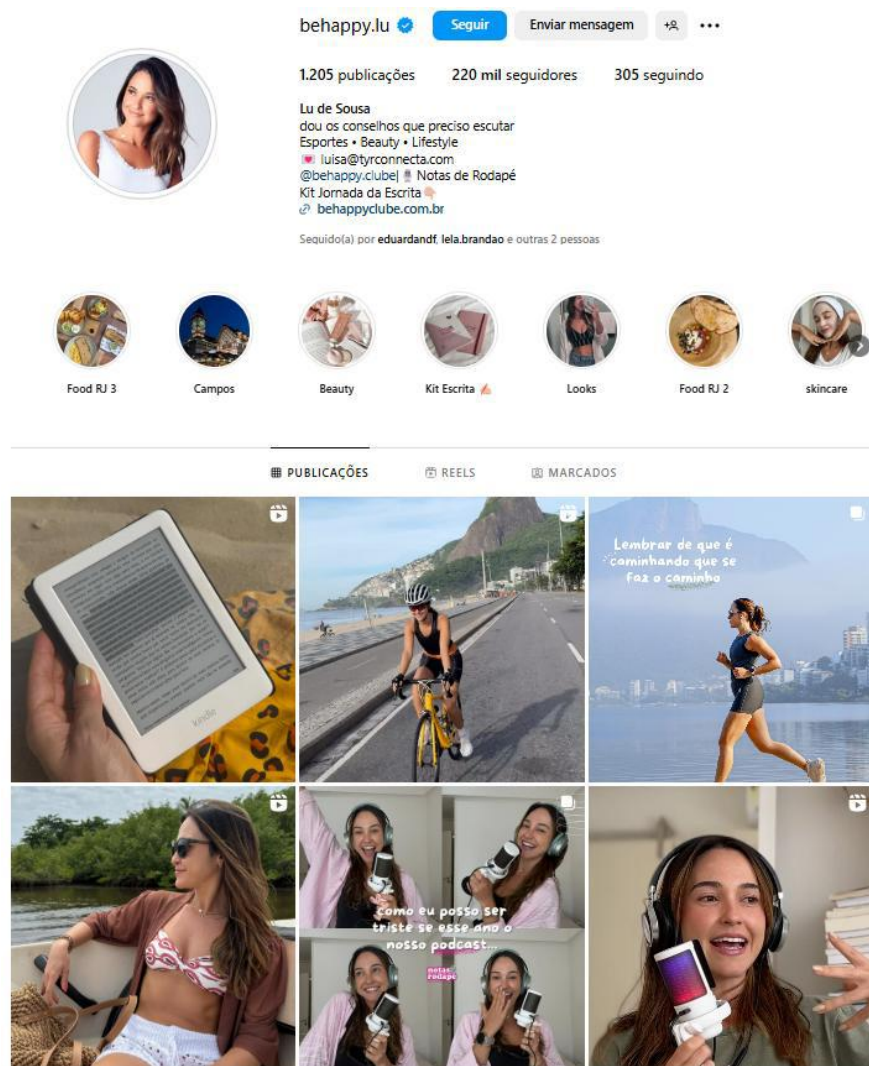 behappy.lu
Seguir
Enviar mensagem
1.205 publicações
220 mil seguidores
305 seguindo
Lu de Sousa
dou os conselhos que preciso escutar
Esportes • Beauty • Lifestyle
💌 luisa@tyrconnecta.com
@behappy.clube| 🎙 Notas de Rodapé
Kit Jornada da Escrita👇🏻
behappyclube.com.br
Seguido(a) por eduardandf, lela.brandao e outras 2 pessoas
Food RJ 3
Campos
Beauty
Kit Escrita ✍🏻
Looks
Food RJ 2
skincare
PUBLICAÇÕES
REELS
MARCADOS
kindle
Lembrar de que é
caminhando que se
faz o caminho
como eu posso ser
triste se esse ano o
nosso podcast...
notas
rodapé